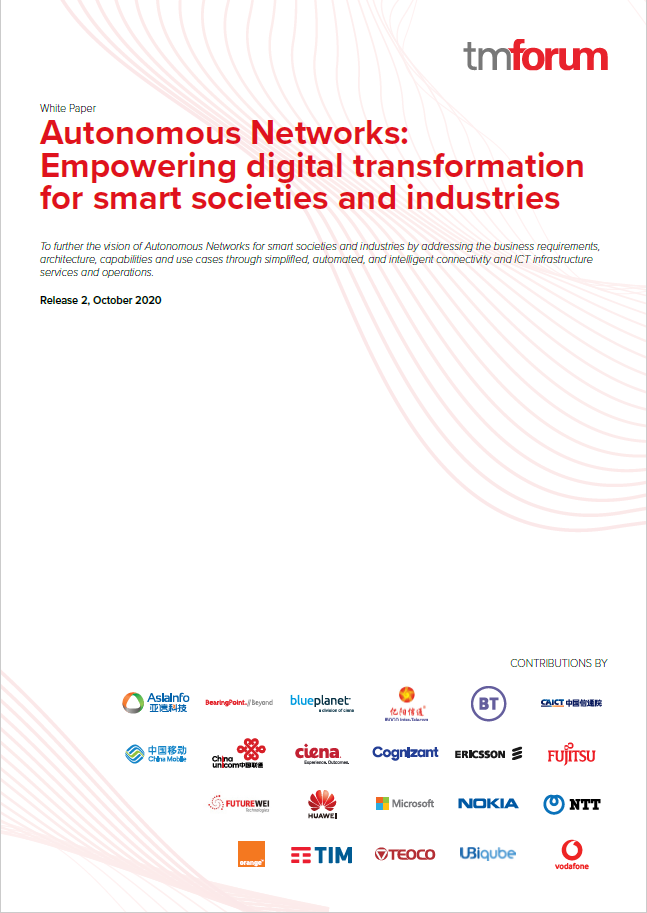 tmforum
White Paper
Autonomous Networks:
Empowering digital transformation
for smart societies and industries
To further the vision of Autonomous Networks for smart societies and industries by addressing the business requirements,
architecture, capabilities and use cases through simplified, automated, and intelligent connectivity and ICT infrastructure
services and operations.
Release 2, October 2020
CONTRIBUTIONS BY
AsiaInfo
亚信科技
BearingPoint // Beyond
blueplanet
a division of ciena
亿阳信通
BT
CAICT 中国信通院
中国移动
China Mobile
China
unicom中国联通
ciena
Experience. Outcomes.
Cognizant
ERICSSON
FUJITSU
FUTUREWEI
Technologies
HUAWEI
Microsoft
NOKIA
NTT
orange
TIM
TEOCO
UBiqube
vodafone